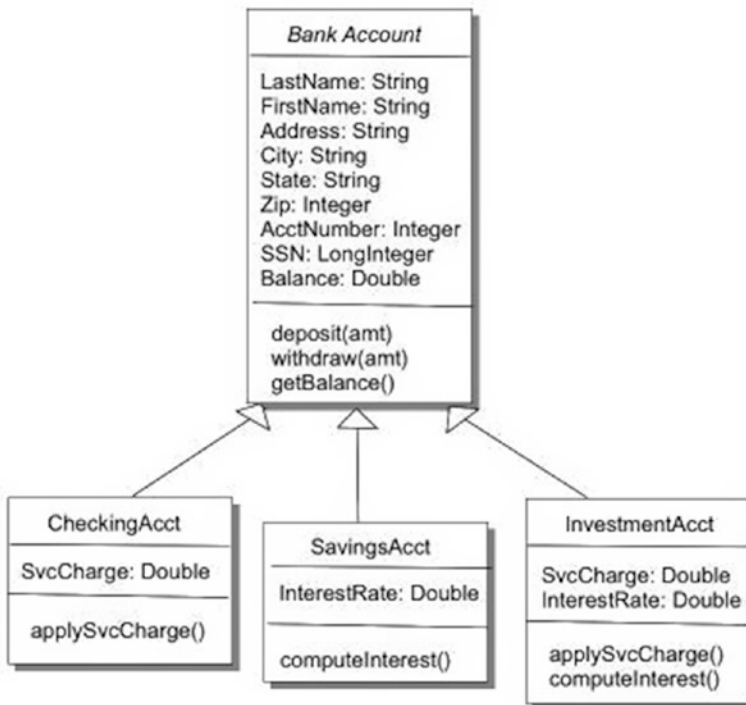 Bank Account
LastName: String
FirstName: String
Address: String
City: String
State: String
Zip: Integer
AcctNumber: Integer
SSN: LongInteger
Balance: Double
deposit(amt)
withdraw(amt)
getBalance()
CheckingAcct
SvcCharge: Double
applySvcCharge()
SavingsAcct
InterestRate: Double
computeInterest()
InvestmentAcct
SvcCharge: Double
InterestRate: Double
applySvcCharge()
computeInterest()